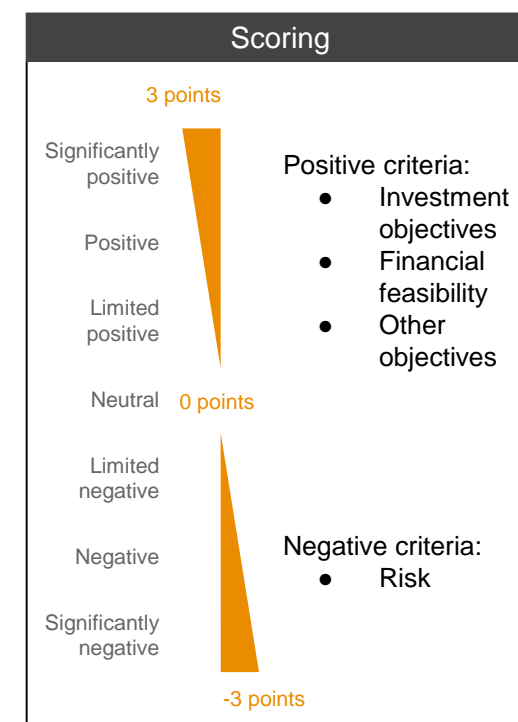 Scoring
3 points
Significantly
positive
Positive
Limited
positive
Neutral
0 points
Limited
negative
Negative
Significantly
negative
-3 points
Positive criteria:
● Investment
objectives
● Financial
feasibility
● Other
objectives
Negative criteria:
● Risk